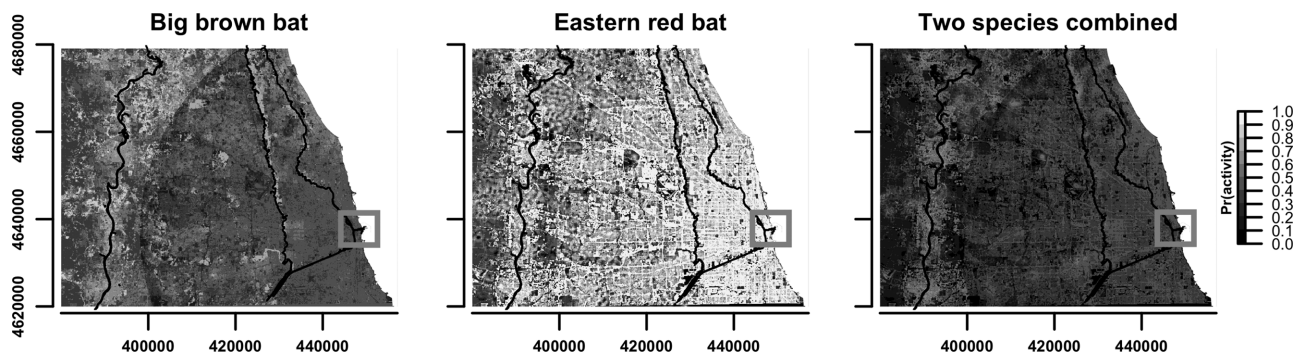 Big brown bat
Eastern red bat
Two species combined
4680000
4660000
4640000
4620000
400000 420000 440000
400000 420000 440000
400000 420000 440000
Pr(activity)
1.0
0.9
0.8
0.7
0.6
0.5
0.4
0.3
0.2
0.1
0.0